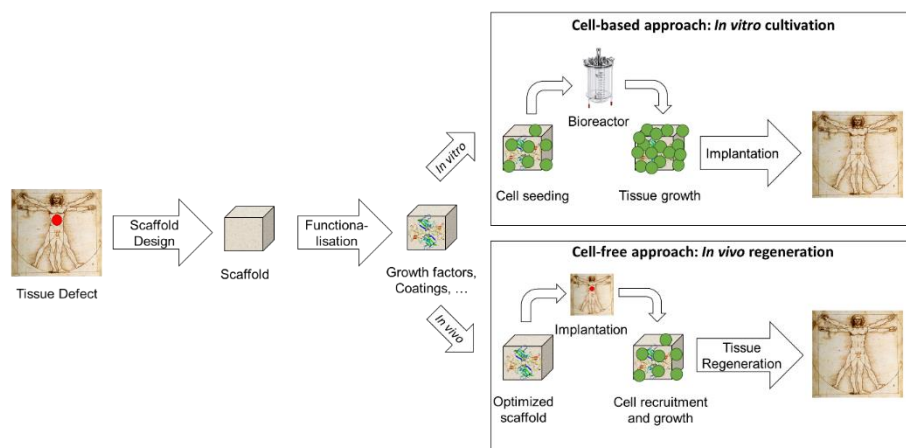 Tissue Defect
Scaffold
Design
Scaffold
Functiona-
lisation
Growth factors,
Coatings, ...
In vitro
In vivo
Cell-based approach: In vitro cultivation
Cell seeding
Bioreactor
Tissue growth
Implantation
Cell-free approach: In vivo regeneration
Optimized
scaffold
Implantation
Cell recruitment
and growth
Tissue
Regeneration